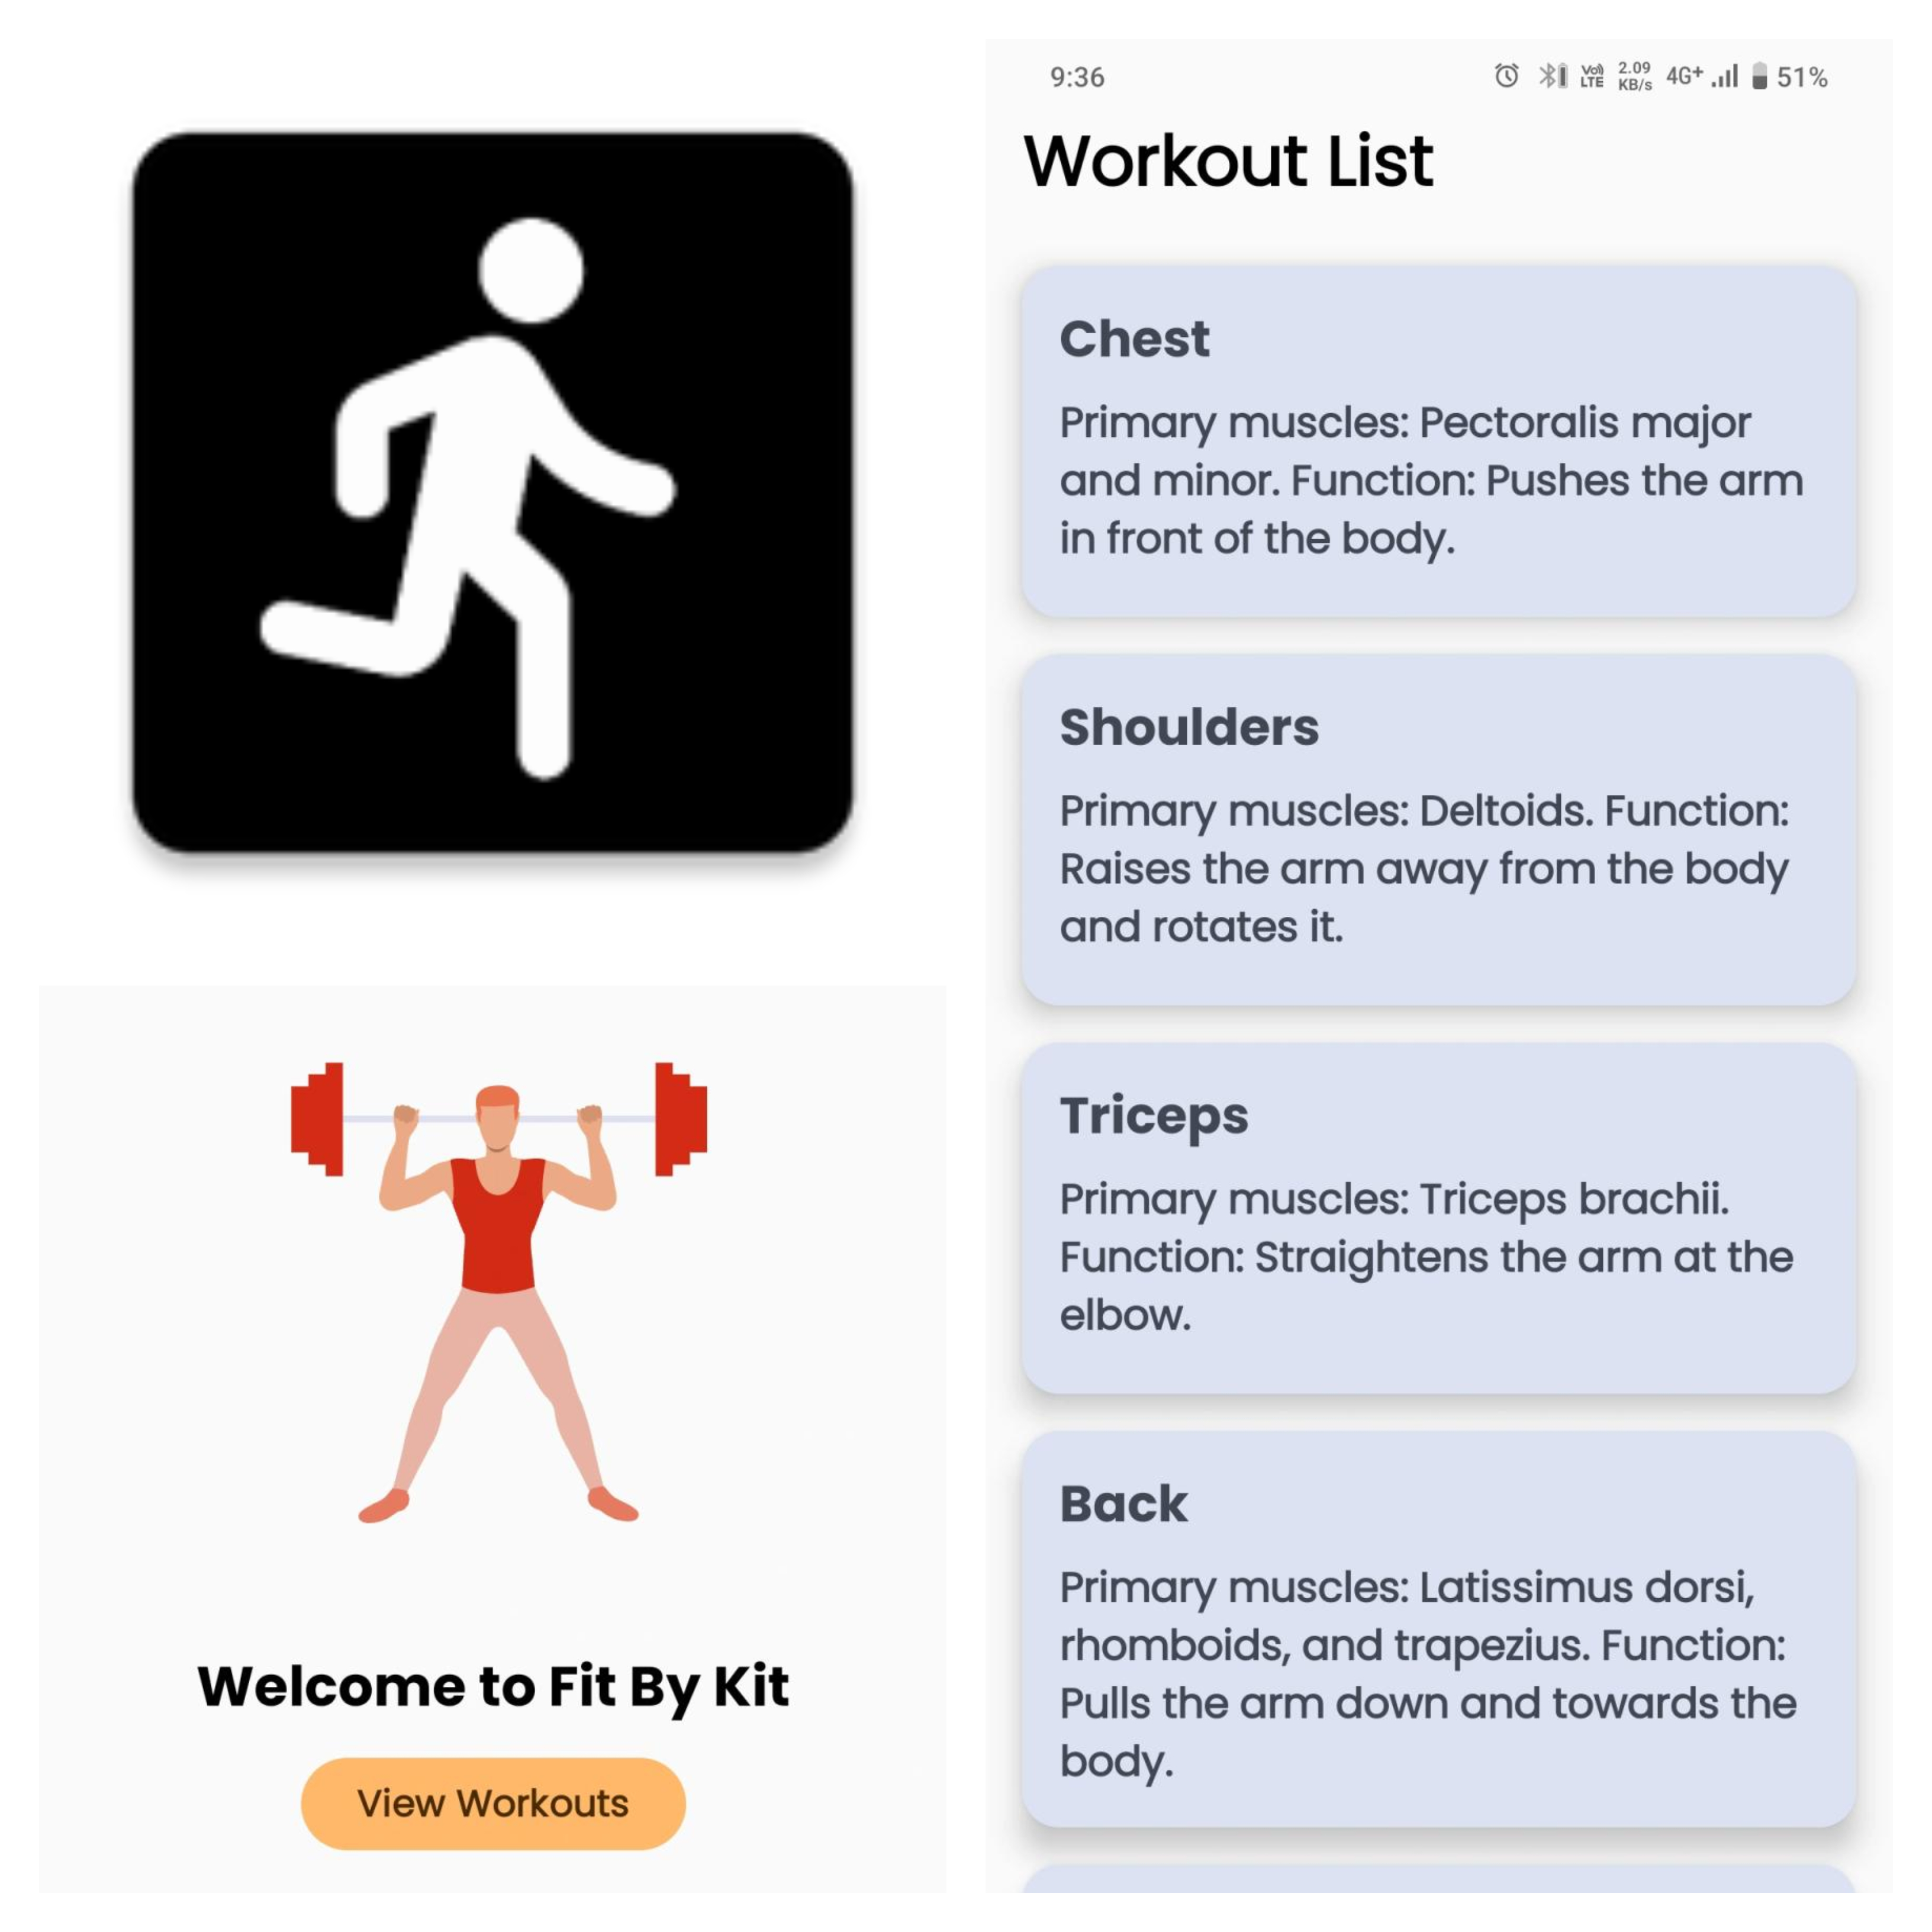 9:36
Vo)) LTE 2.09 KB/s 4G+ 51%
Workout List
Chest
Primary muscles: Pectoralis major
and minor. Function: Pushes the arm
in front of the body.
Shoulders
Primary muscles: Deltoids. Function:
Raises the arm away from the body
and rotates it.
Triceps
Primary muscles: Triceps brachii.
Function: Straightens the arm at the
elbow.
Back
Primary muscles: Latissimus dorsi,
rhomboids, and trapezius. Function:
Pulls the arm down and towards the
body.
Welcome to Fit By Kit
View Workouts